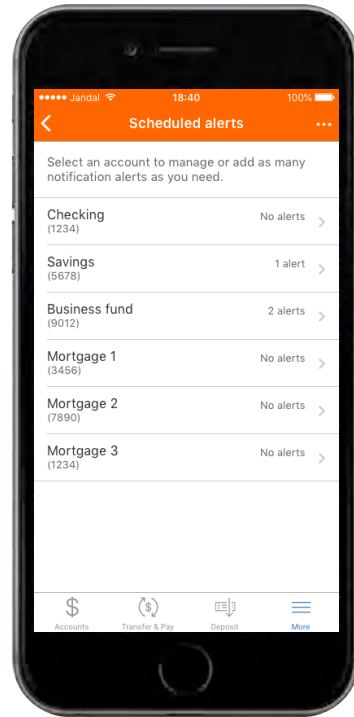 Jandal 18:40 100%
Scheduled alerts
Select an account to manage or add as many
notification alerts as you need.
Checking No alerts
(1234)
Savings 1 alert
(5678)
Business fund 2 alerts
(9012)
Mortgage 1 No alerts
(3456)
Mortgage 2 No alerts
(7890)
Mortgage 3 No alerts
(1234)
$ $
Accounts Transfer & Pay Deposit More